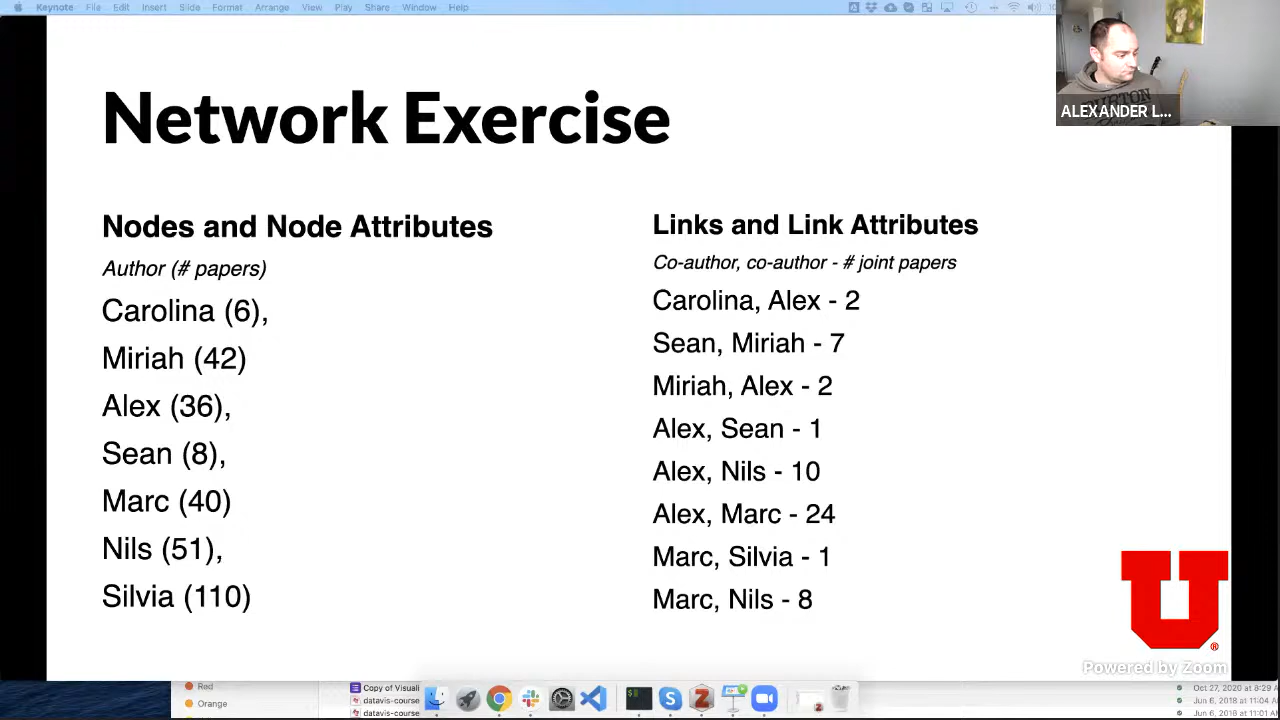 Keynote File Edit Insert Slide Format Arrange View Play Share Window Help
ALEXANDER L...
Network Exercise
Nodes and Node Attributes
Author (# papers)
Carolina (6),
Miriah (42)
Alex (36),
Sean (8),
Marc (40)
Nils (51),
Silvia (110)
Links and Link Attributes
Co-author, co-author - # joint papers
Carolina, Alex - 2
Sean, Miriah - 7
Miriah, Alex - 2
Alex, Sean - 1
Alex, Nils - 10
Alex, Marc - 24
Marc, Silvia - 1
Marc, Nils - 8
U
®
Powered by Zoom
Red
Orange
Copy of Visuali
datavis-course
datavis-course
Oct 27, 2020 at 8:29 A
Jun 6, 2018 at 11:04
Jun 6, 2018 at 11:01 A